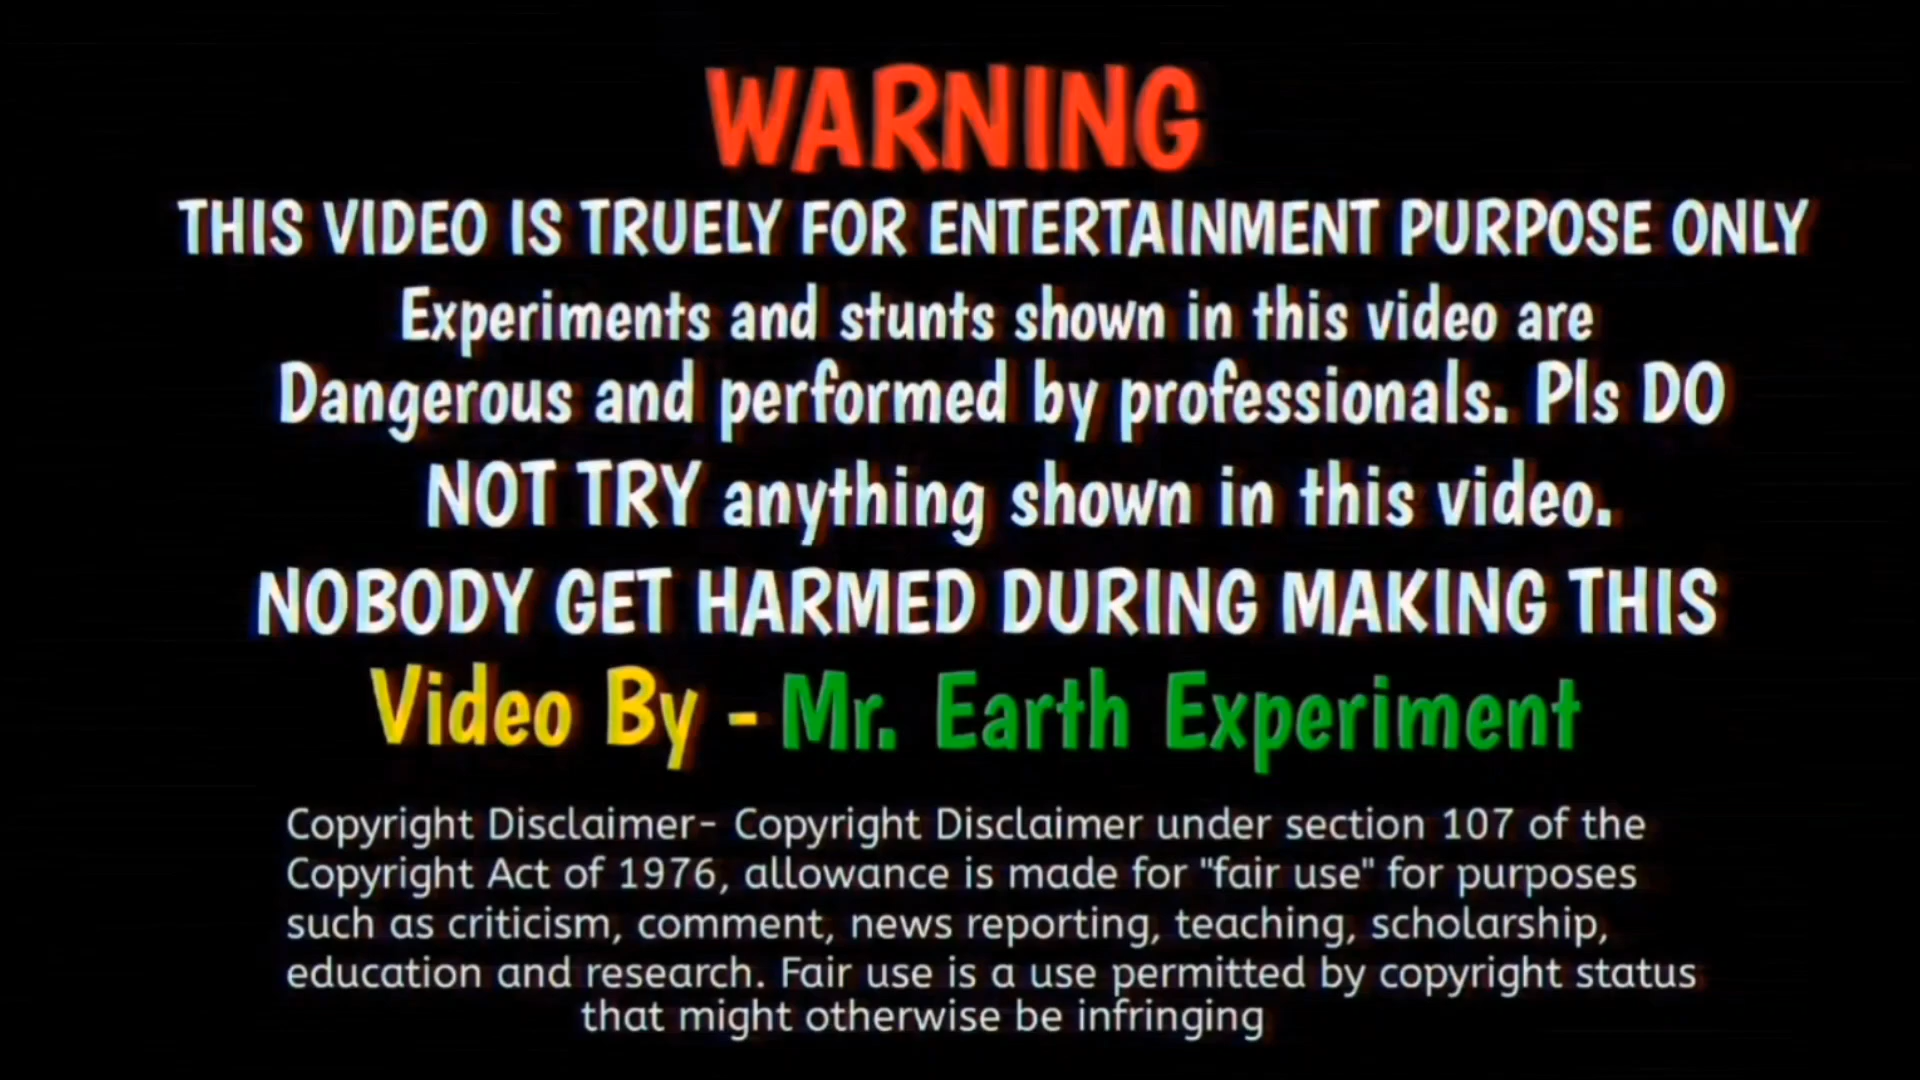 WARNING
THIS VIDEO IS TRUELY FOR ENTERTAINMENT PURPOSE ONLY
Experiments and stunts shown in this video are
Dangerous and performed by professionals. Pls DO
NOT TRY anything shown in this video.
NOBODY GET HARMED DURING MAKING THIS
Video By - Mr. Earth Experiment
Copyright Disclaimer- Copyright Disclaimer under section 107 of the
Copyright Act of 1976, allowance is made for "fair use" for purposes
such as criticism, comment, news reporting, teaching, scholarship,
education and research. Fair use is a use permitted by copyright status
that might otherwise be infringing